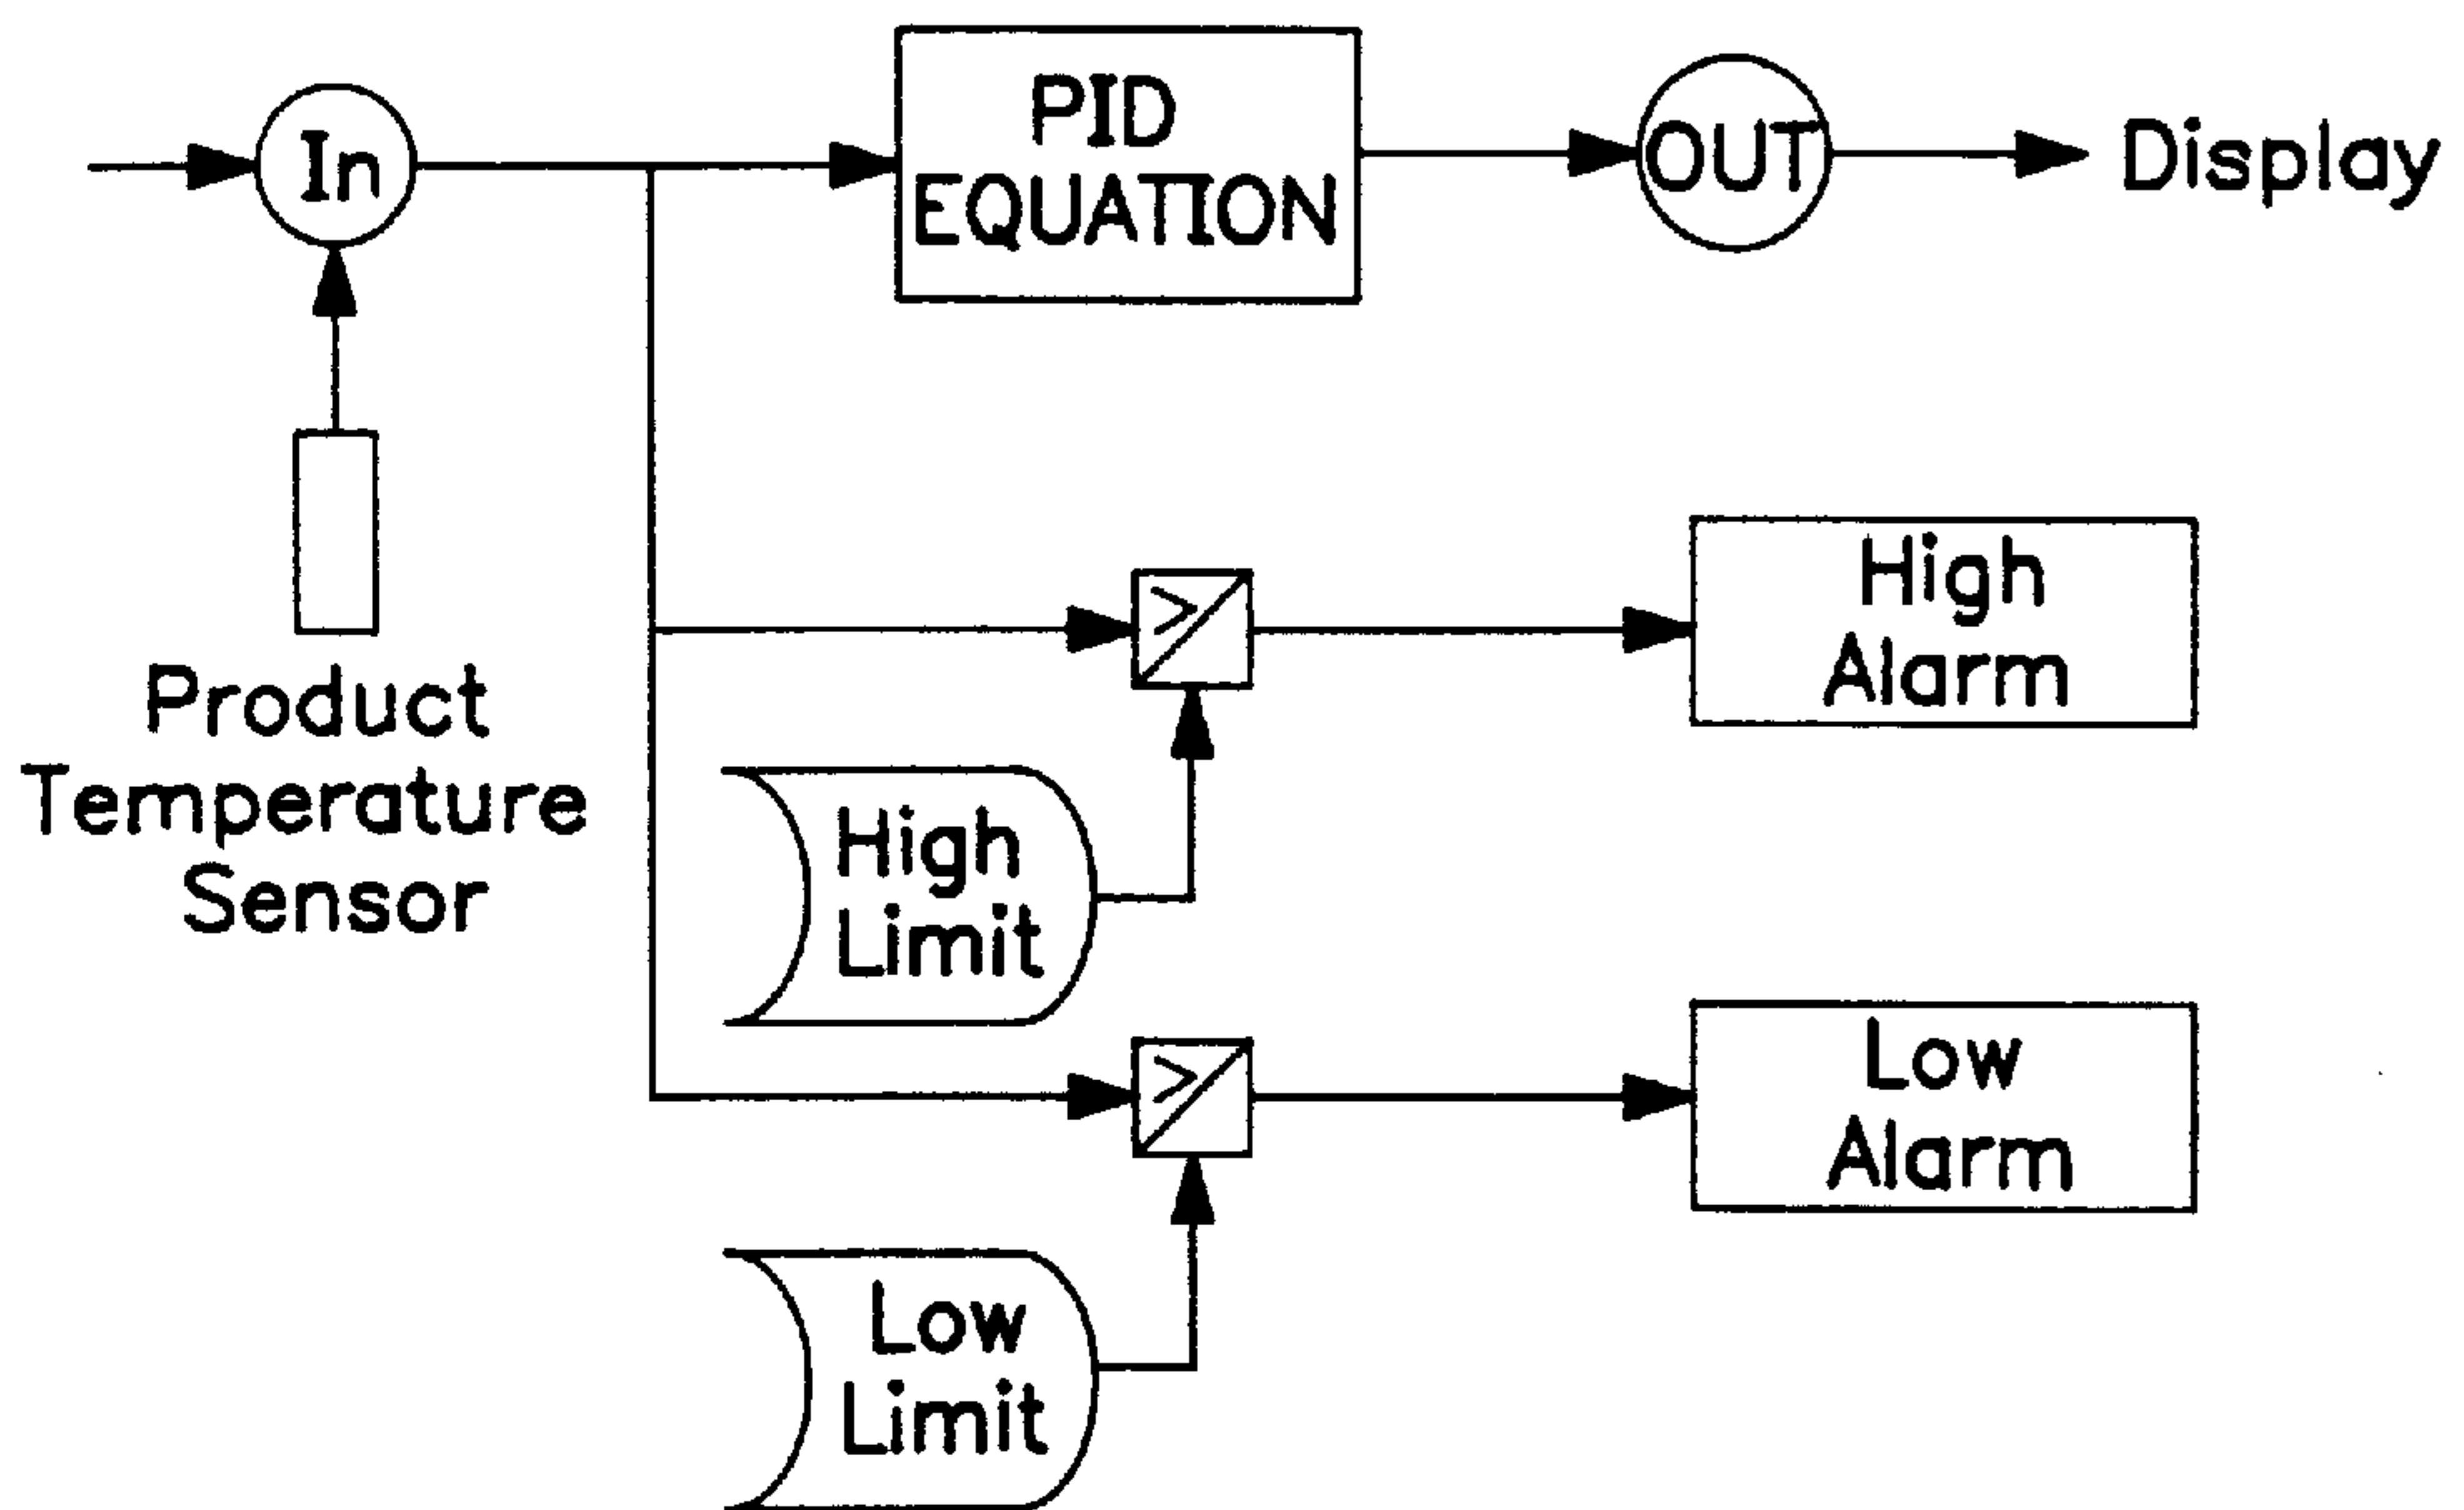 In
PID
EQUATION
OUT
Display
Product
Temperature
Sensor
>
High
Alarm
High
Limit
>
Low
Alarm
Low
Limit